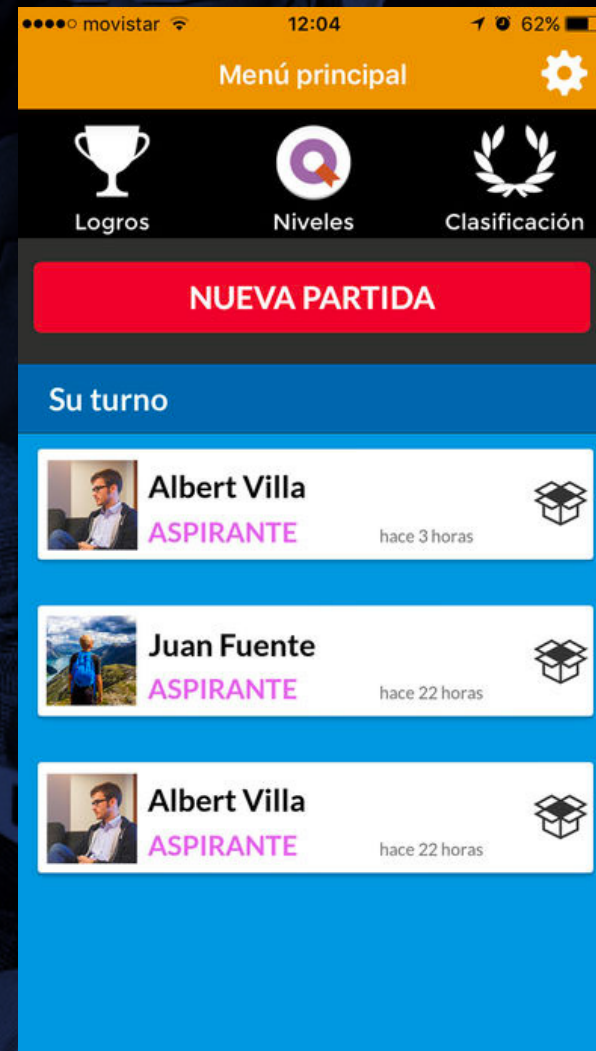 movistar 12:04 62%
Menú principal
Logros Niveles Clasificación
NUEVA PARTIDA
Su turno
Albert Villa
ASPIRANTE hace 3 horas
Juan Fuente
ASPIRANTE hace 22 horas
Albert Villa
ASPIRANTE hace 22 horas